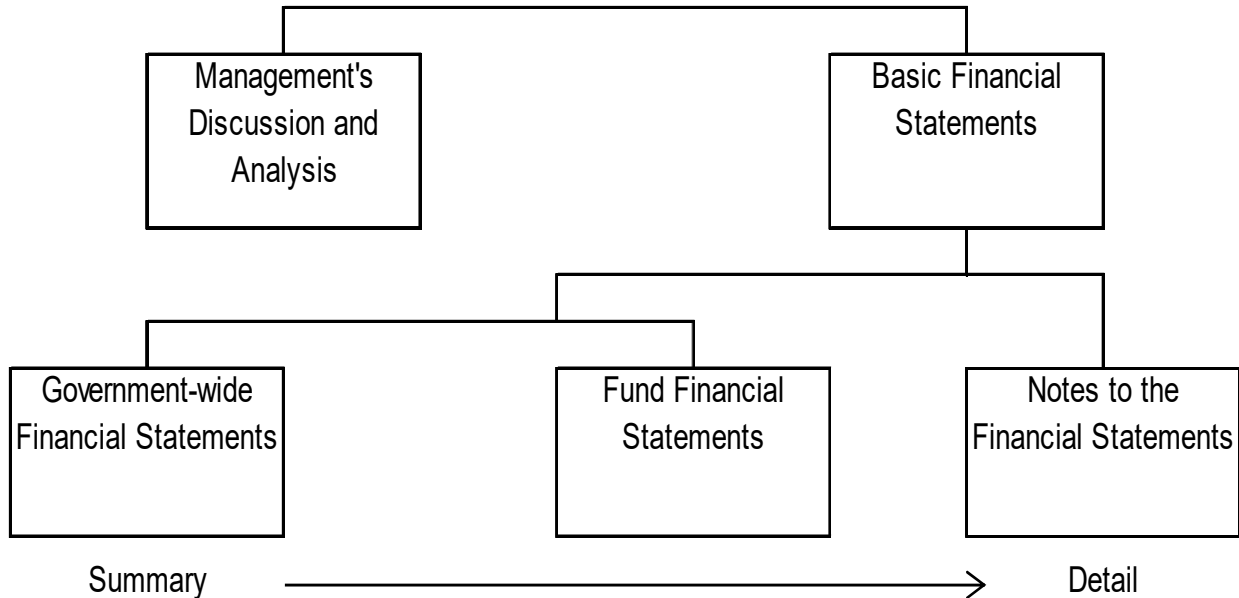 Management's
Discussion and
Analysis
Basic Financial
Statements
Government-wide
Financial Statements
Fund Financial
Statements
Notes to the
Financial Statements
Summary
Detail